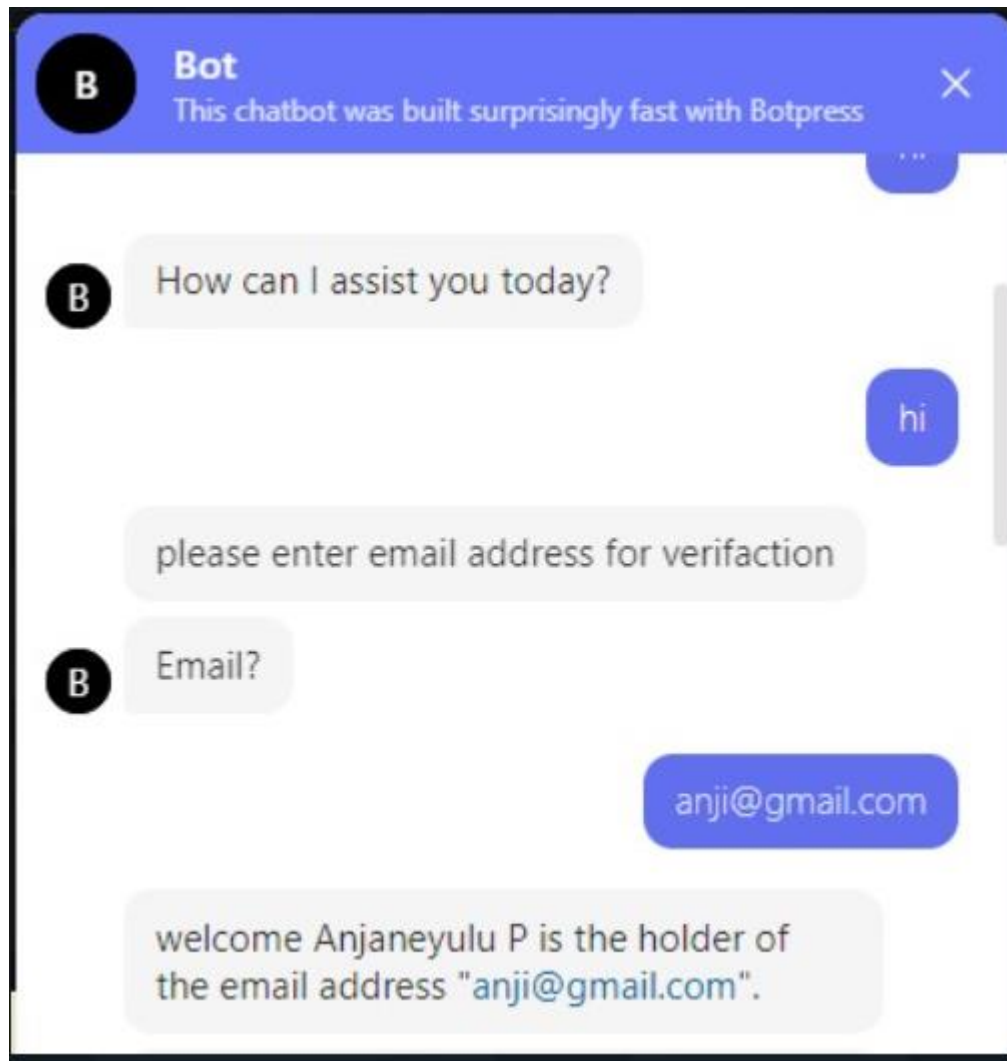 B
Bot
This chatbot was built surprisingly fast with Botpress
B
How can I assist you today?
hi
please enter email address for verifaction
B
Email?
anji@gmail.com
welcome Anjaneyulu P is the holder of
the email address "anji@gmail.com".